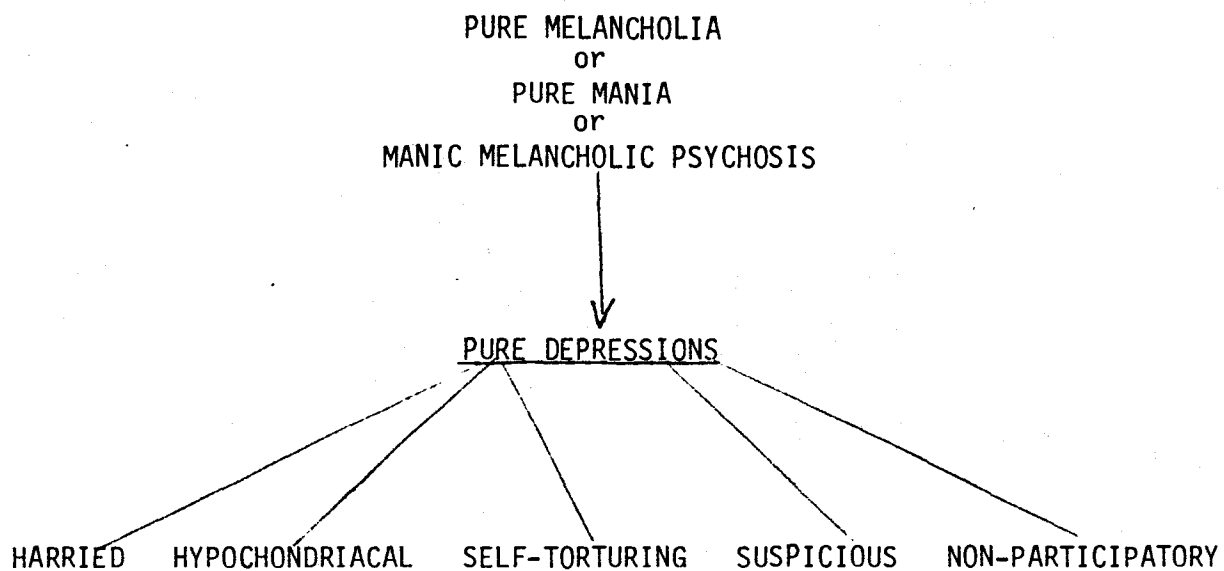 PURE MELANCHOLIA
or
PURE MANIA
or
MANIC MELANCHOLIC PSYCHOSIS
PURE DEPRESSIONS
HARRIED HYPOCHONDRIACAL SELF-TORTURING SUSPICIOUS NON-PARTICIPATORY